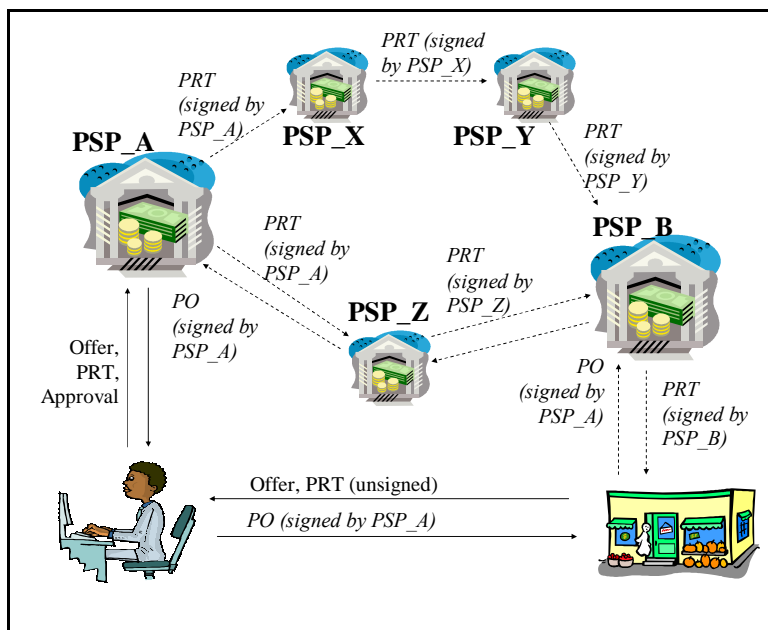 PRT (signed
by PSP_X)
PRT
(signed by
PSP_A)
PSP_X
PSP_Y
PSP_A
PRT
(signed by
PSP_Y)
PSP_B
PRT
(signed by
PSP_A)
PRT
(signed by
PSP_Z)
PSP_Z
PO
(signed by
PSP_A)
Offer,
PRT,
Approval
PO
(signed by
PSP_A)
PRT
(signed by
PSP_B)
Offer, PRT (unsigned)
PO (signed by PSP_A)